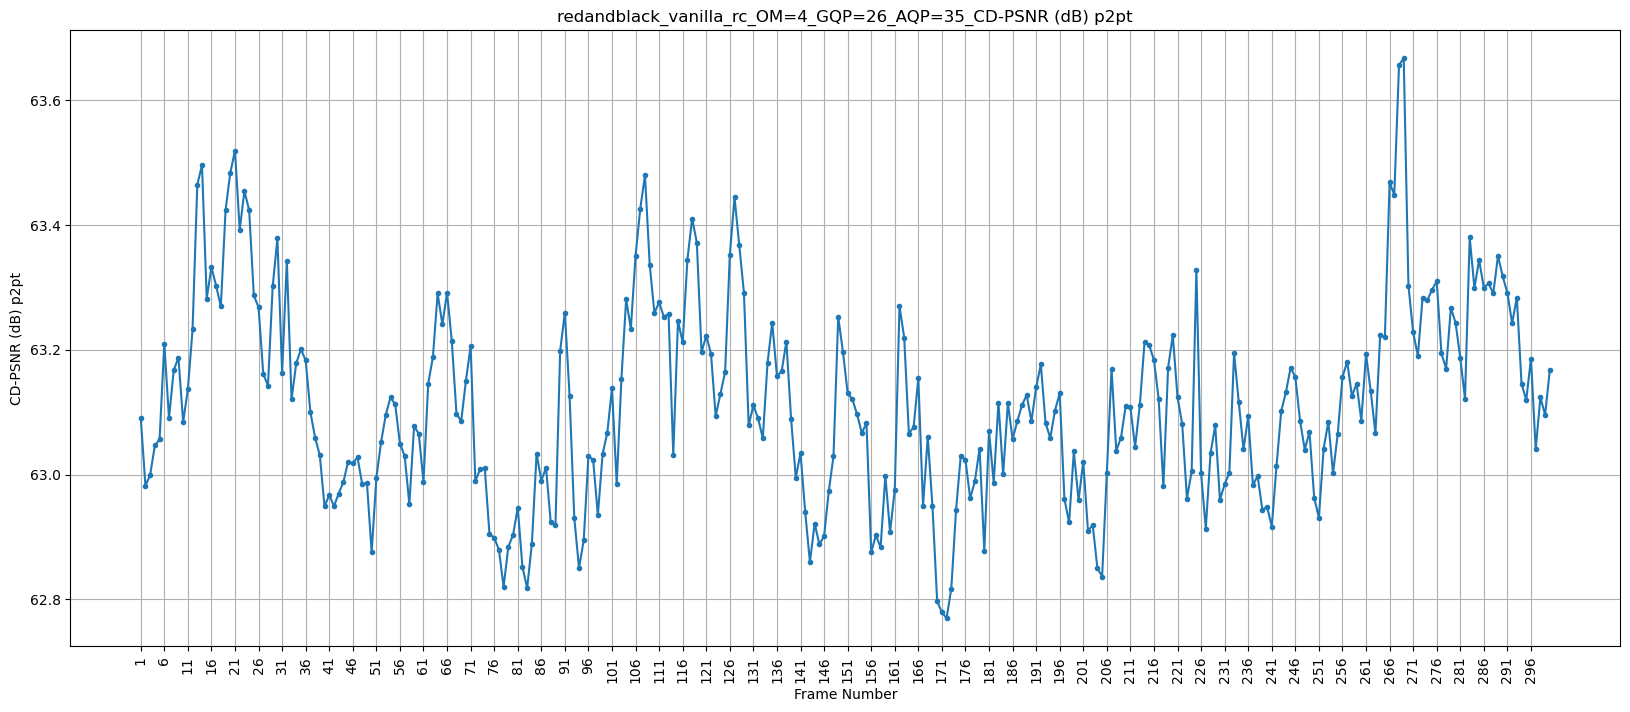 redandblack_vanilla_rc_OM=4_GQP=26_AQP=35_CD-PSNR (dB) p2pt
CD-PSNR (dB) p2pt
63.6
63.4
63.2
63.0
62.8
1 6 11 16 21 26 31 36 41 46 51 56 61 66 71 76 81 86 91 96 101 106 111 116 121 126 131 136 141 146 151 156 161 166 171 176 181 186 191 196 201 206 211 216 221 226 231 236 241 246 251 256 261 266 271 276 281 286 291 296
Frame Number